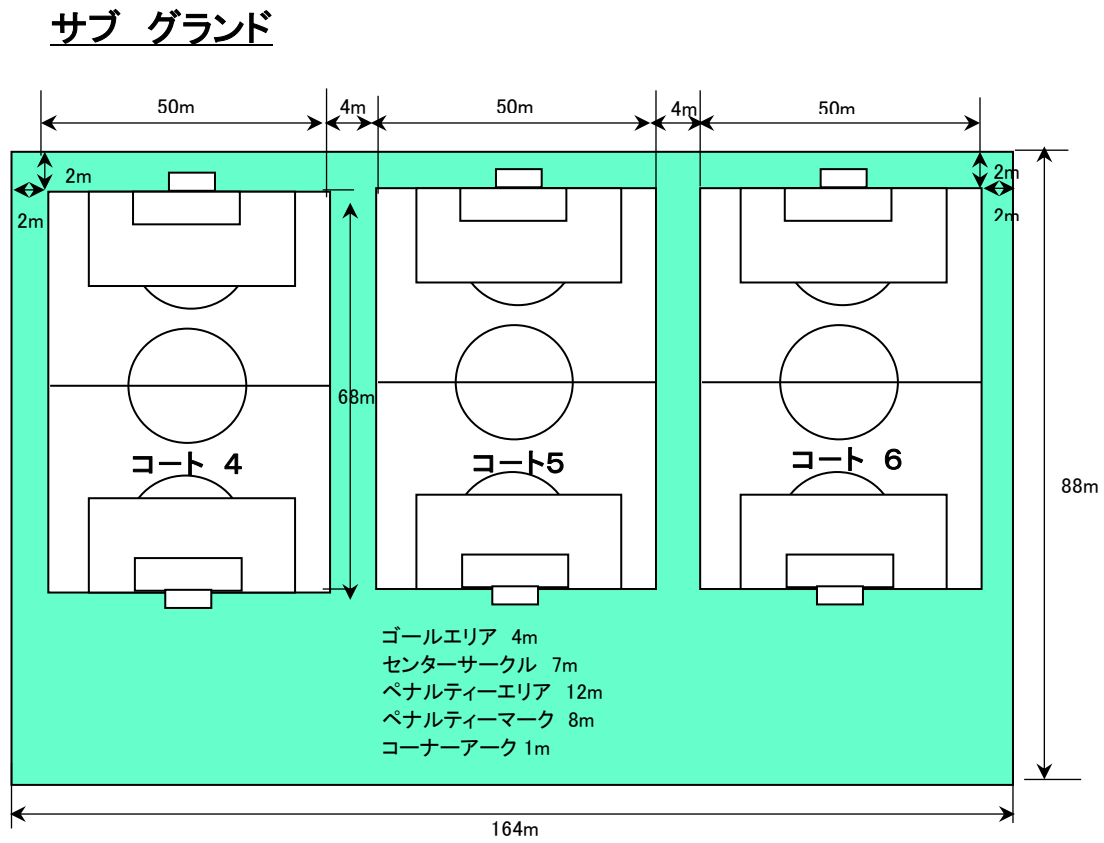 サブ　グランド
50m
4m
50m
4m
50m
2m
2m
2m
2m
68m
コート　４
コート５
コート　６
88m
ゴールエリア　4m
センターサークル　7m
ペナルティーエリア　12m
ペナルティーマーク　8m
コーナーアーク 1m
164m